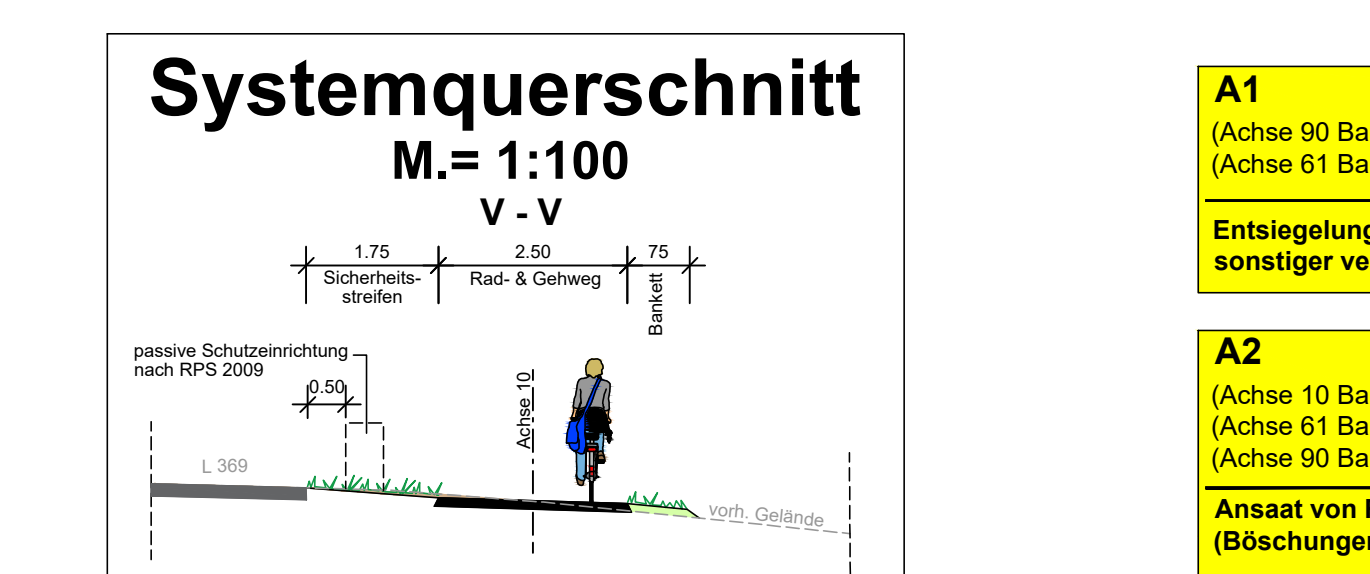 Systemquerschnitt
M.= 1:100
V - V
1.75
2.50
75
Sicherheits-
streifen
Rad- & Gehweg
Bankett
passive Schutzeinrichtung
nach RPS 2009
0.50
Achse 10
L 369
vorh. Gelände
A1
(Achse 90 Ba
(Achse 61 Ba
Entsiegelung
sonstiger ve
A2
(Achse 10 Ba
(Achse 61 Ba
(Achse 90 Ba
Ansaat von
(Böschungen